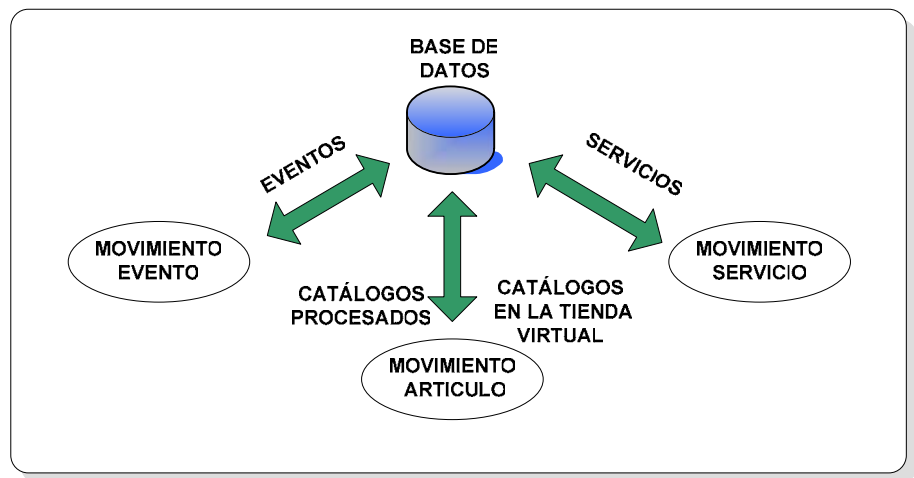 BASE DE
DATOS
EVENTOS
SERVICIOS
MOVIMIENTO
EVENTO
MOVIMIENTO
SERVICIO
CATÁLOGOS
PROCESADOS
CATÁLOGOS
EN LA TIENDA
VIRTUAL
MOVIMIENTO
ARTICULO